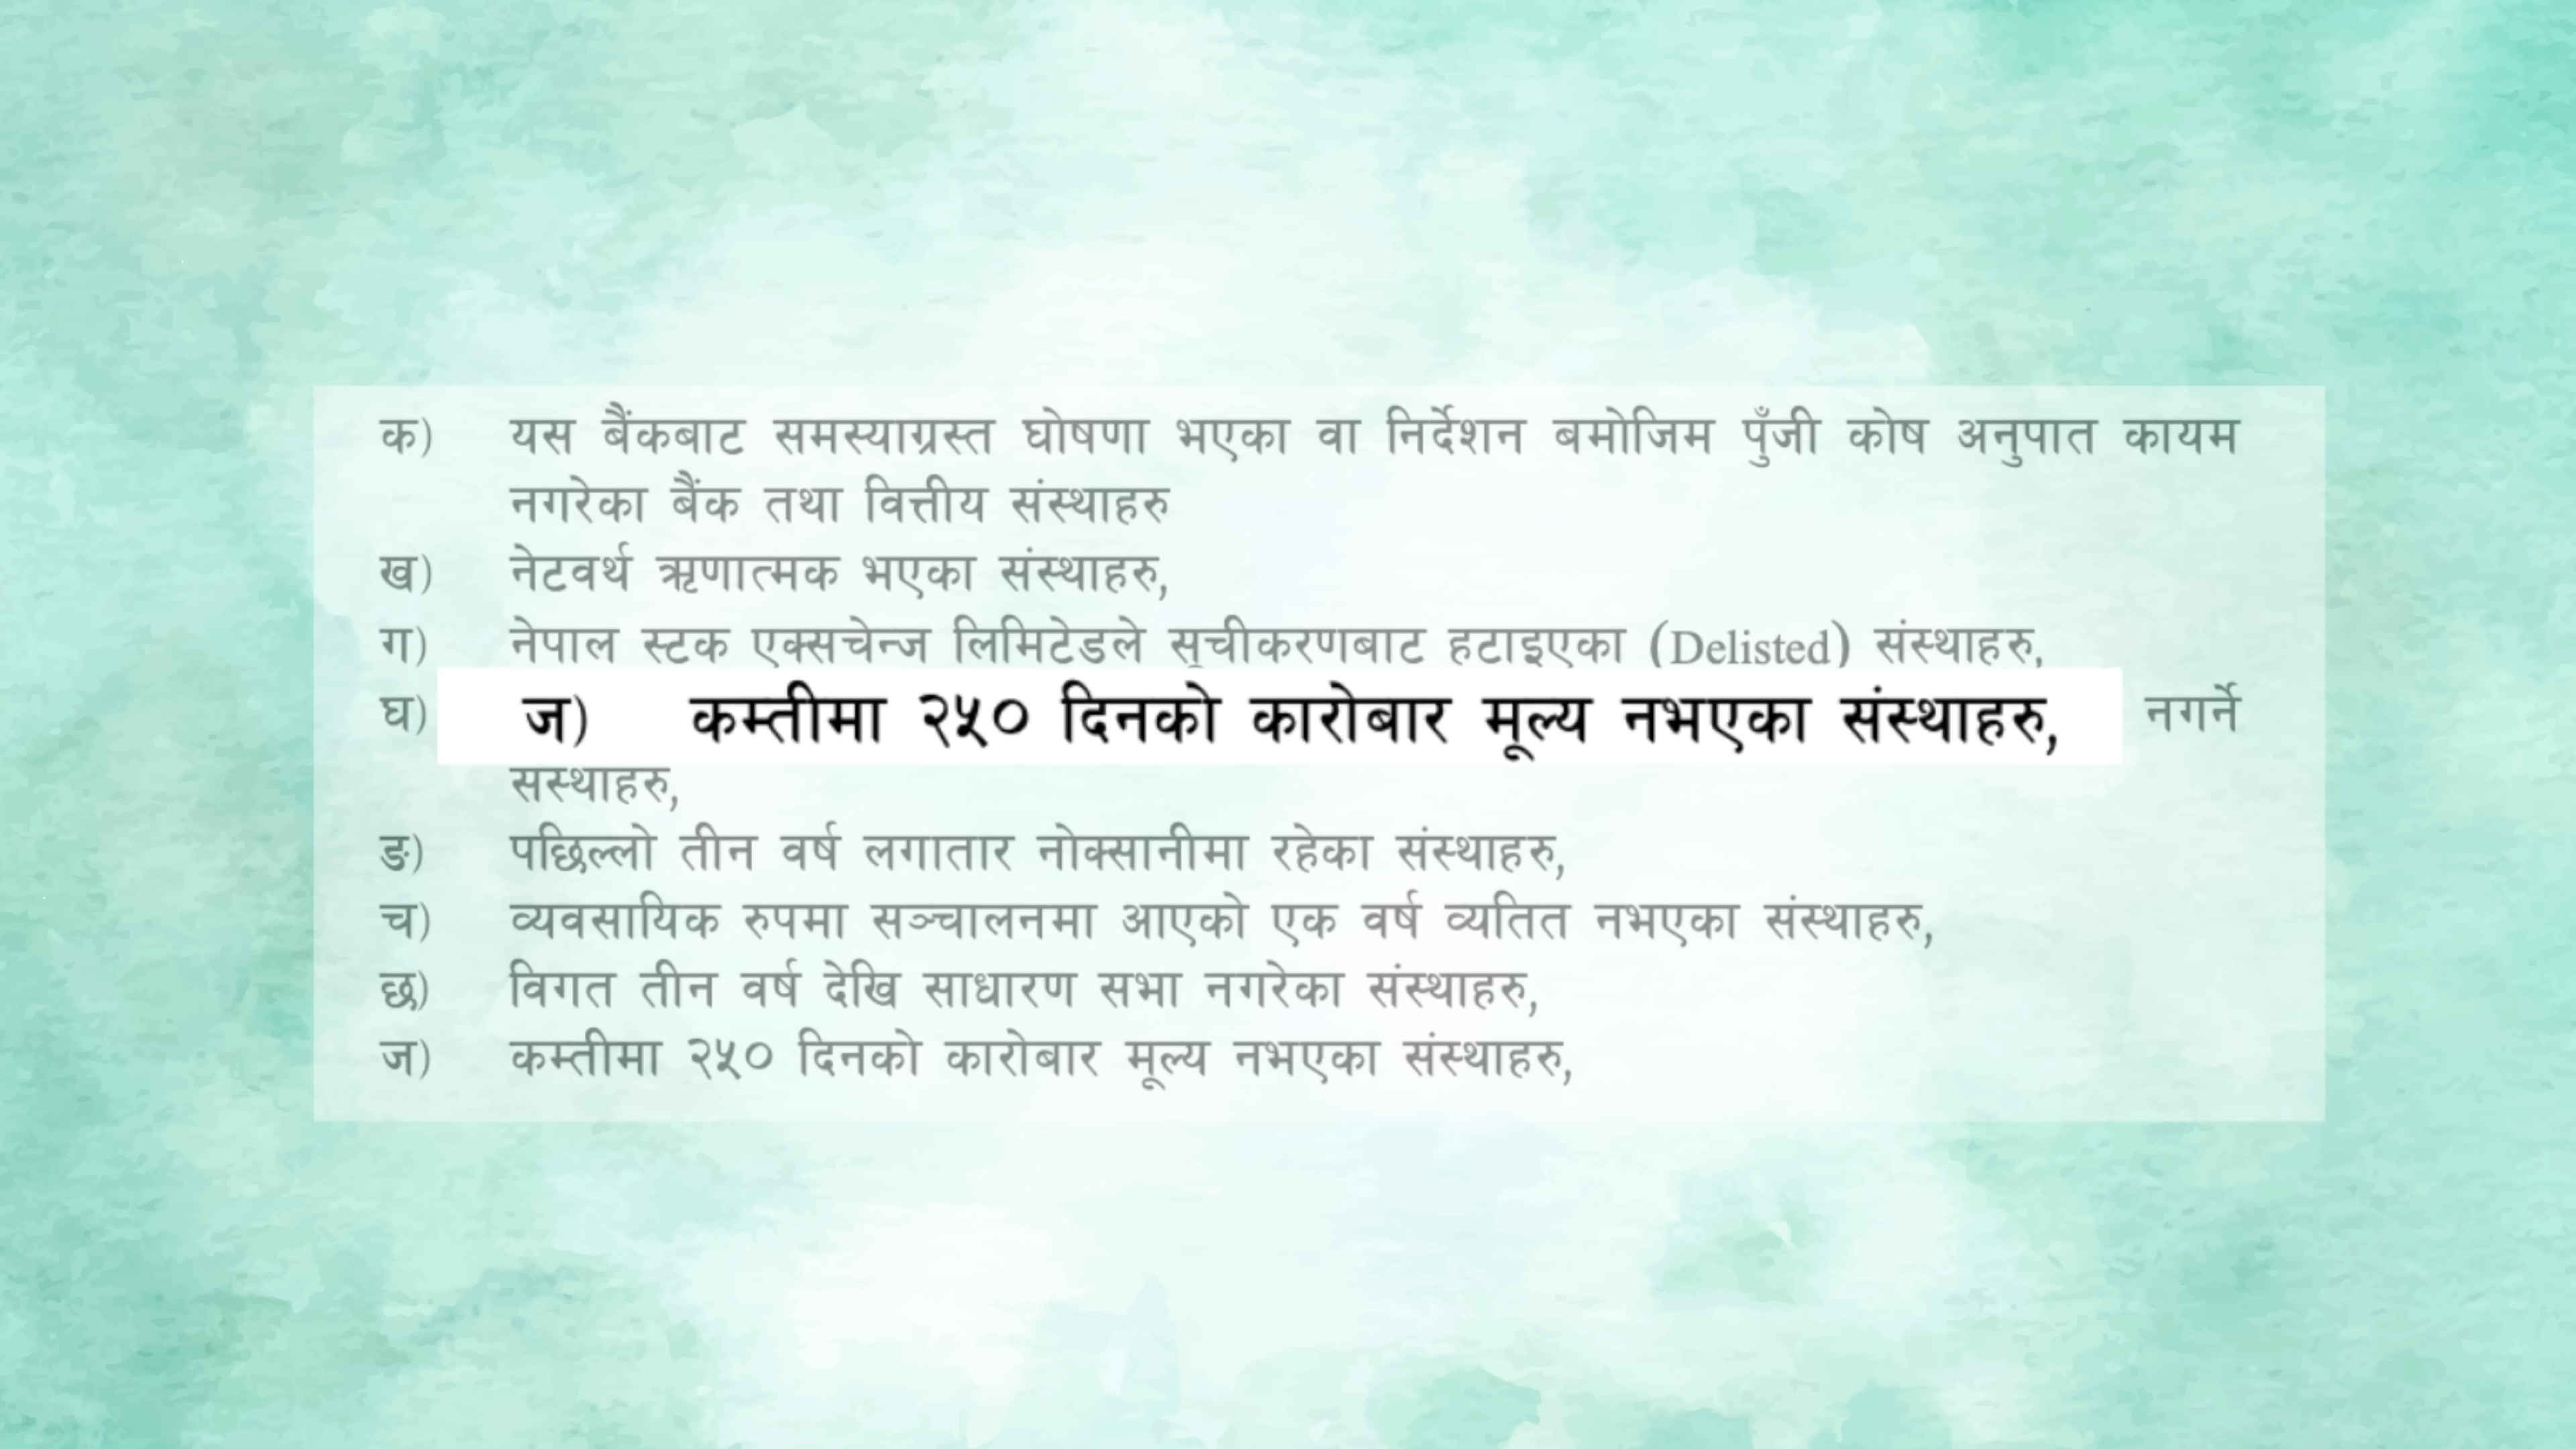 क) यस बैंकबाट समस्याग्रस्त घोषणा भएका वा निर्देशन बमोजिम पुँजी कोष अनुपात कायम
नगरेका बैंक तथा वित्तीय संस्थाहरु
ख) नेटवर्थ ऋणात्मक भएका संस्थाहरु,
ग) नेपाल स्टक एक्सचेन्ज लिमिटेडले सूचीकरणबाट हटाइएका (Delisted) संस्थाहरु,
घ) नगर्ने
ज) कम्तीमा २५० दिनको कारोबार मूल्य नभएका संस्थाहरु,
संस्थाहरु,
ङ) पछिल्लो तीन वर्ष लगातार नोक्सानीमा रहेका संस्थाहरु,
च) व्यवसायिक रुपमा सञ्चालनमा आएको एक वर्ष व्यतित नभएका संस्थाहरु,
छ) विगत तीन वर्ष देखि साधारण सभा नगरेका संस्थाहरु,
ज) कम्तीमा २५० दिनको कारोबार मूल्य नभएका संस्थाहरु,